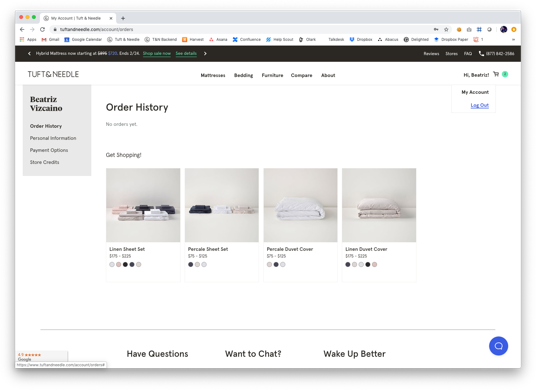 My Account | Tuft & Needle
tuftandneedle.com/account/orders
Apps Gmail Google Calendar Tuft & Needle T&N Backend Harvest Asana Confluence Help Scout Olark Talkdesk Dropbox Abacus Delighted Dropbox Paper
Hybrid Mattress now starting at $895 Ends 2/24. Shop sale now See details
Reviews Stores FAQ (877) 842-2586
TUFT&NEEDLE
Mattresses Bedding Furniture Compare About
Hi, Beatriz!
My Account
Log Out
Beatriz
Vizcaino
Order History
Personal Information
Payment Options
Store Credits
Order History
No orders yet.
Get Shopping!
Linen Sheet Set
$175 - $225
Percale Sheet Set
$75 - $125
Percale Duvet Cover
$75 - $125
Linen Duvet Cover
$175 - $225
4.5 ★★★★★
Google
https://www.tuftandneedle.com/account/orders#
Have Questions
Want to Chat?
Wake Up Better